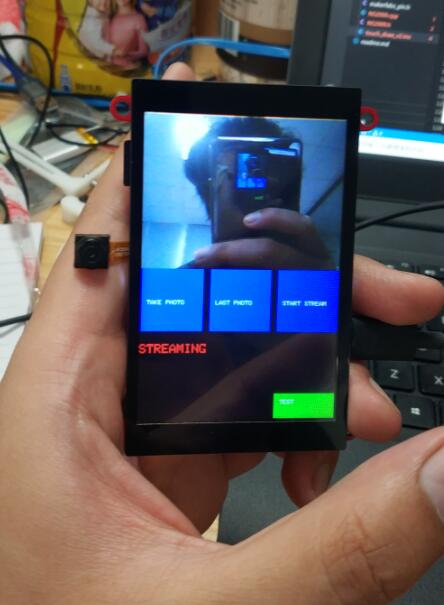 TAKE PHOTO
LAST PHOTO
START STREAM
STREAMING
TEST
Z
X